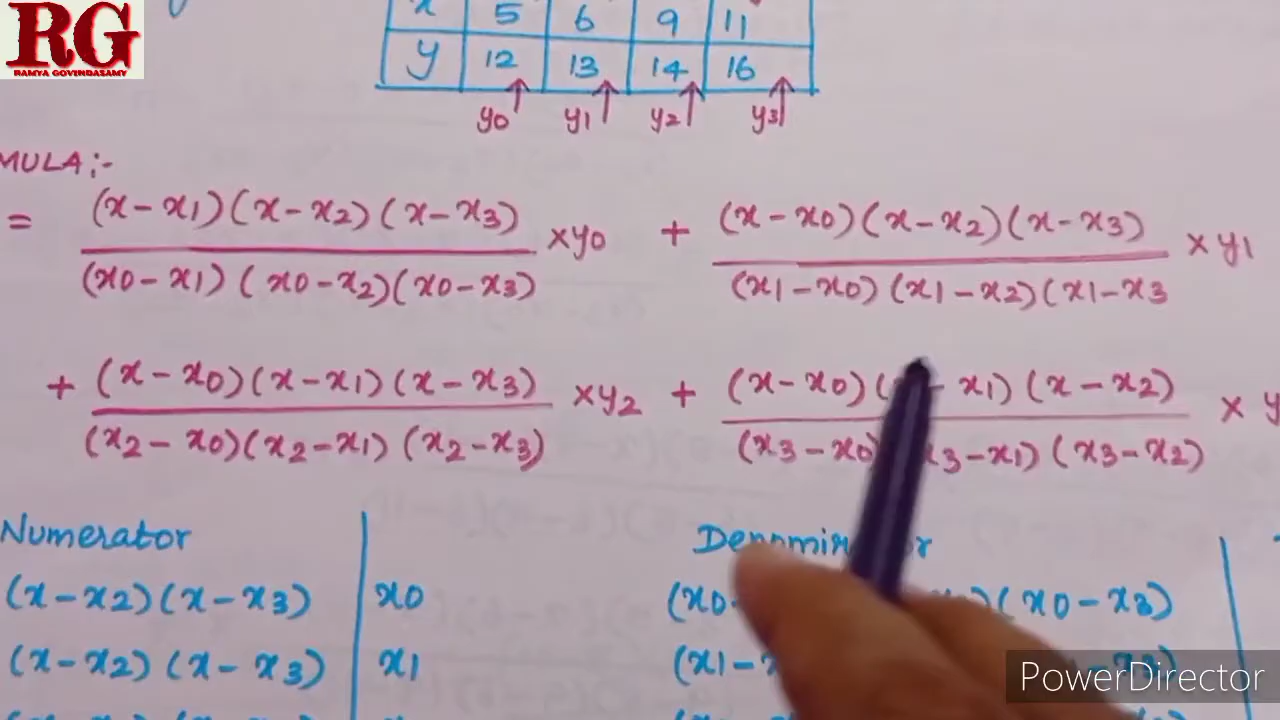 RG
RAMYA GOVINDASAMY
x 5 6 9 11
y 12 13 14 16
y0 y1 y2 y3
MULA:-
= (x-x1)(x-x2)(x-x3) / (x0-x1)(x0-x2)(x0-x3) × y0 + (x-x0)(x-x2)(x-x3) / (x1-x0)(x1-x2)(x1-x3 × y1
+ (x-x0)(x-x1)(x-x3) / (x2-x0)(x2-x1)(x2-x3) × y2 + (x-x0)( - x1)(x-x2) / (x3-x0) x3-x1)(x3-x2) × y
Numerator
(x-x2)(x-x3) x0 (x0- )(x0-x3)
(x-x2)(x-x3) x1 (x1-
PowerDirector